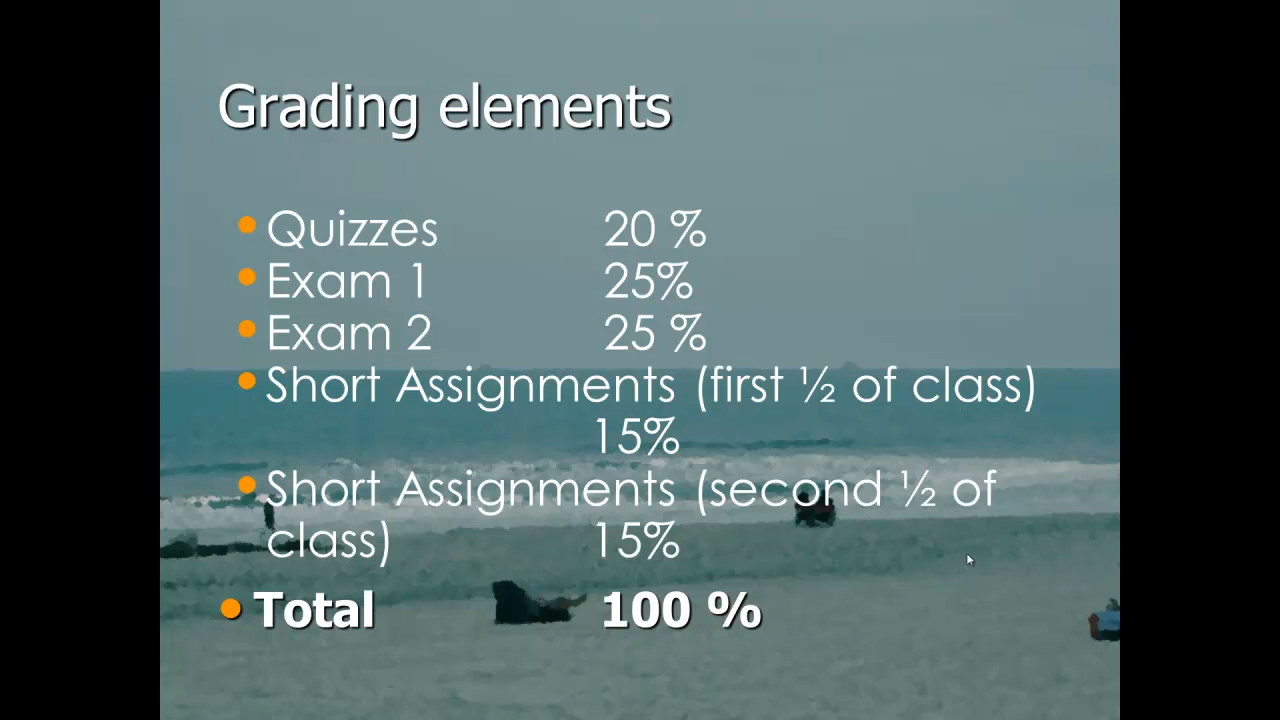 Grading elements
• Quizzes 20 %
• Exam 1 25%
• Exam 2 25 %
• Short Assignments (first ½ of class)
15%
• Short Assignments (second ½ of
class) 15%
• Total 100 %